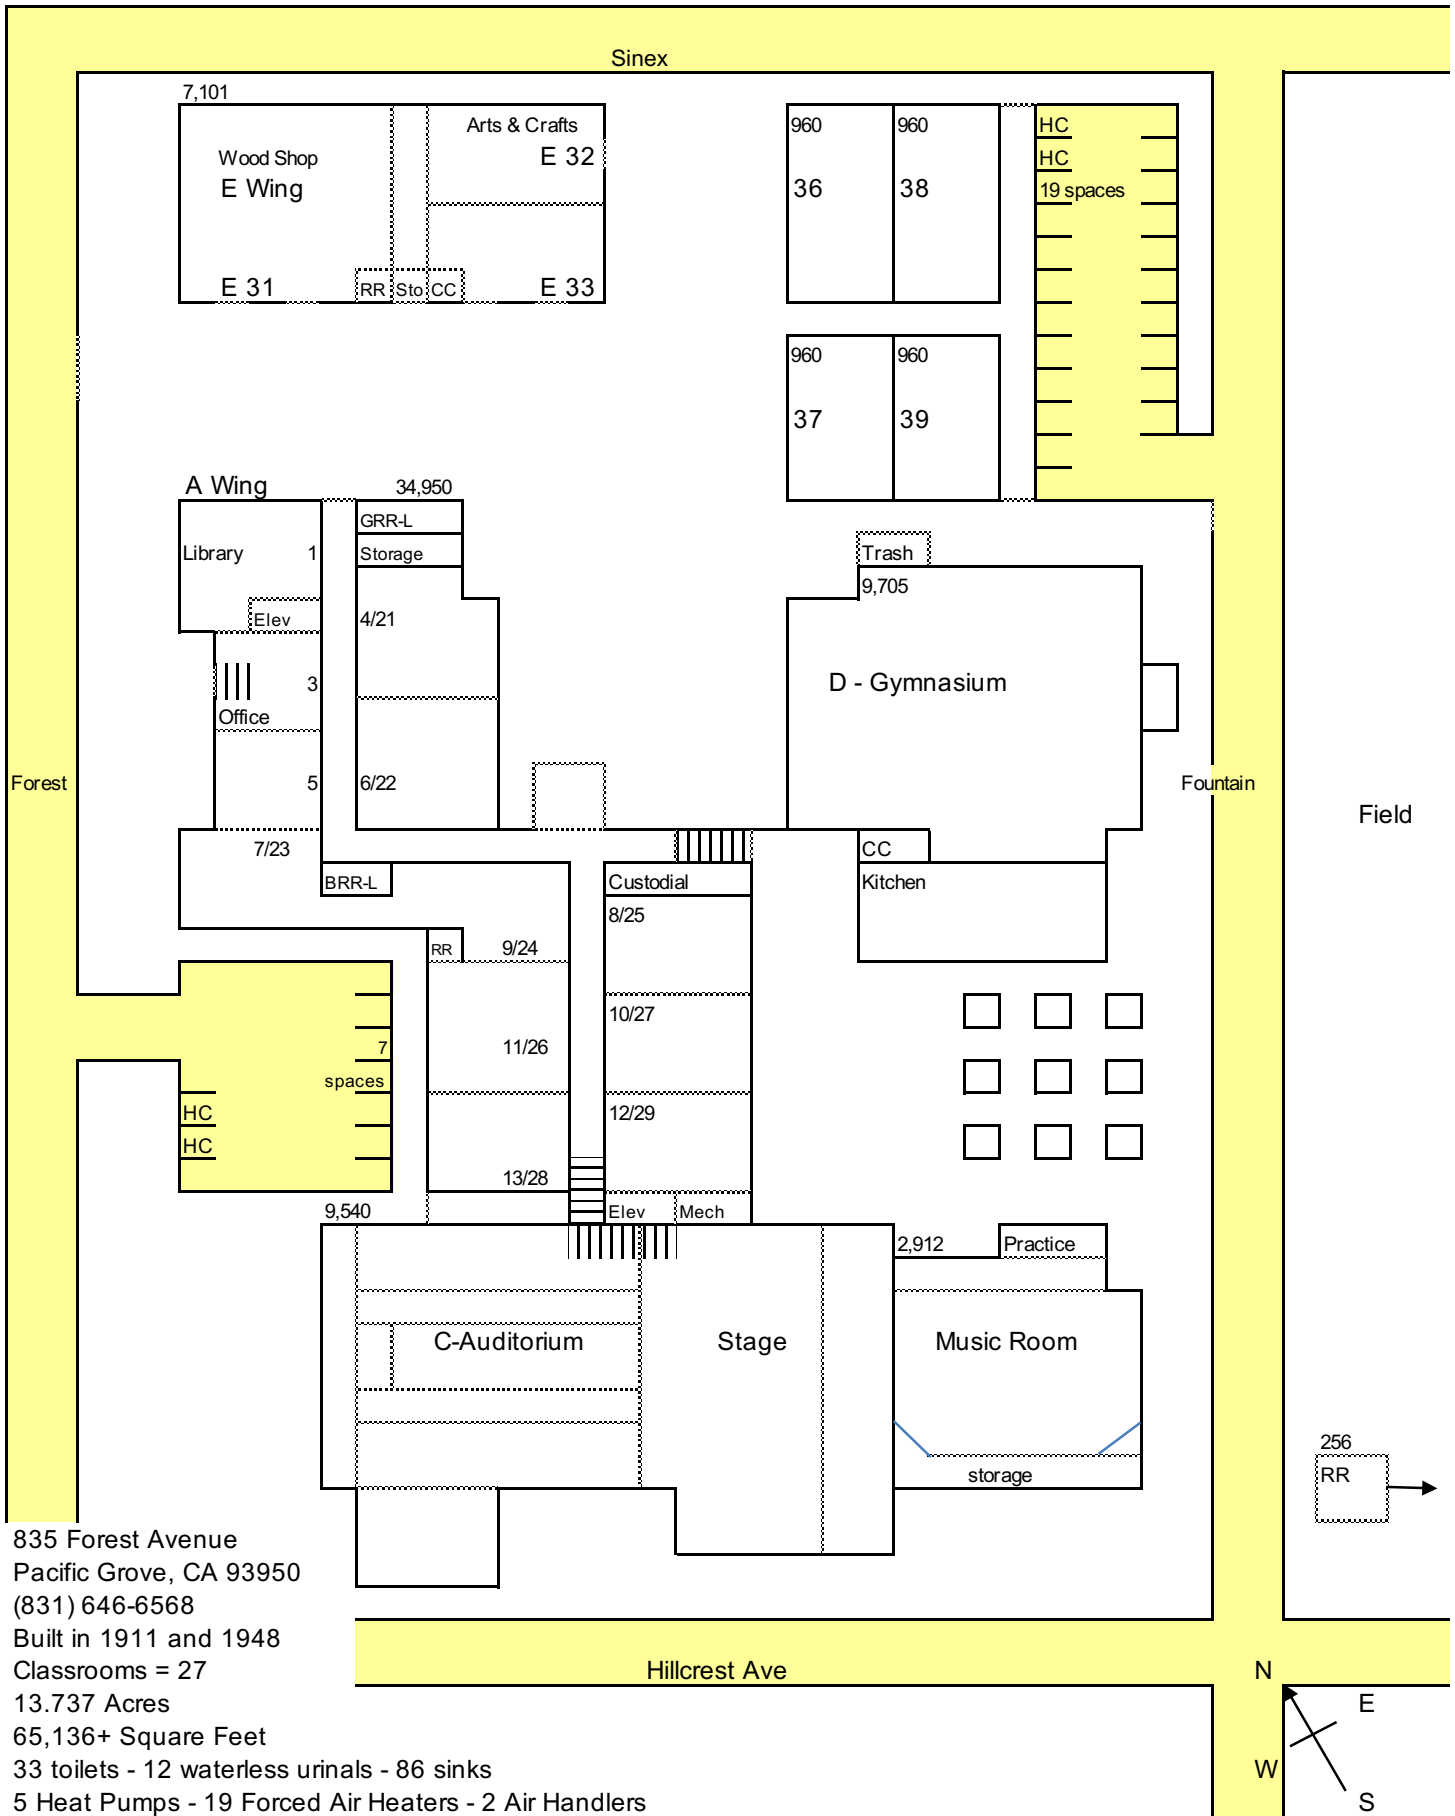 Sinex
7,101
Arts & Crafts
Wood Shop
E 32
E Wing
E 31
RR
Sto
CC
E 33
960
960
36
38
HC
HC
19 spaces
960
960
37
39
A Wing
34,950
GRR-L
Library
1
Storage
Elev
4/21
3
Office
5
6/22
Trash
9,705
D - Gymnasium
Forest
Fountain
Field
7/23
BRR-L
Custodial
8/25
CC
Kitchen
RR
9/24
10/27
7
spaces
11/26
HC
HC
12/29
13/28
9,540
Elev
Mech
2,912
Practice
C-Auditorium
Stage
Music Room
storage
256
RR
835 Forest Avenue
Pacific Grove, CA 93950
(831) 646-6568
Built in 1911 and 1948
Classrooms = 27
13.737 Acres
65,136+ Square Feet
33 toilets - 12 waterless urinals - 86 sinks
5 Heat Pumps - 19 Forced Air Heaters - 2 Air Handlers
Hillcrest Ave
N
E
W
S